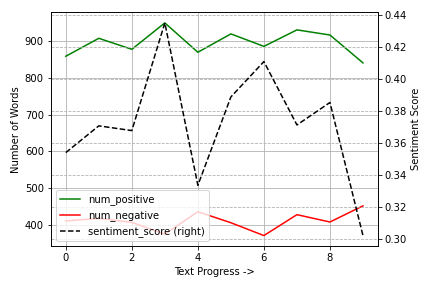 0.44
900
0.42
800
0.40
700
0.38
600
0.36
0.34
500
0.32
400
0.30
Number of Words
Sentiment Score
num_positive
num_negative
sentiment_score (right)
0 2 4 6 8
Text Progress ->